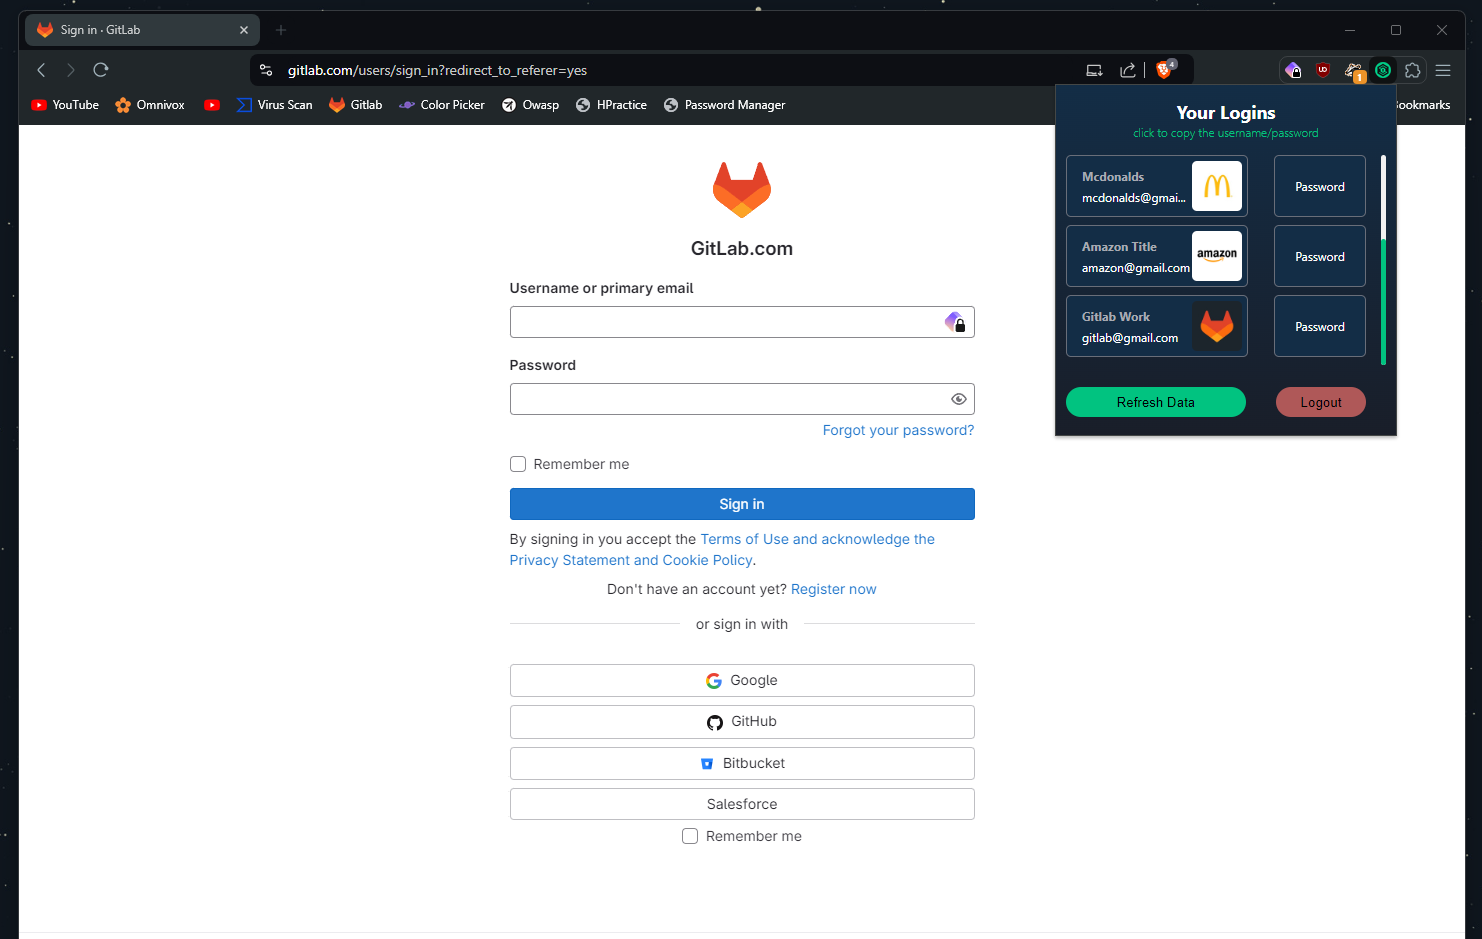 Sign in · GitLab
gitlab.com/users/sign_in?redirect_to_referer=yes
4
UD
1
YouTube
Omnivox
Virus Scan
Gitlab
Color Picker
Owasp
HPractice
Password Manager
ookmarks
Your Logins
click to copy the username/password
Mcdonalds
mcdonalds@gmai...
Password
Amazon Title
amazon@gmail.com
amazon
Password
Gitlab Work
gitlab@gmail.com
Password
Refresh Data
Logout
GitLab.com
Username or primary email
Password
Forgot your password?
Remember me
Sign in
By signing in you accept the Terms of Use and acknowledge the
Privacy Statement and Cookie Policy.
Don't have an account yet? Register now
or sign in with
Google
GitHub
Bitbucket
Salesforce
Remember me